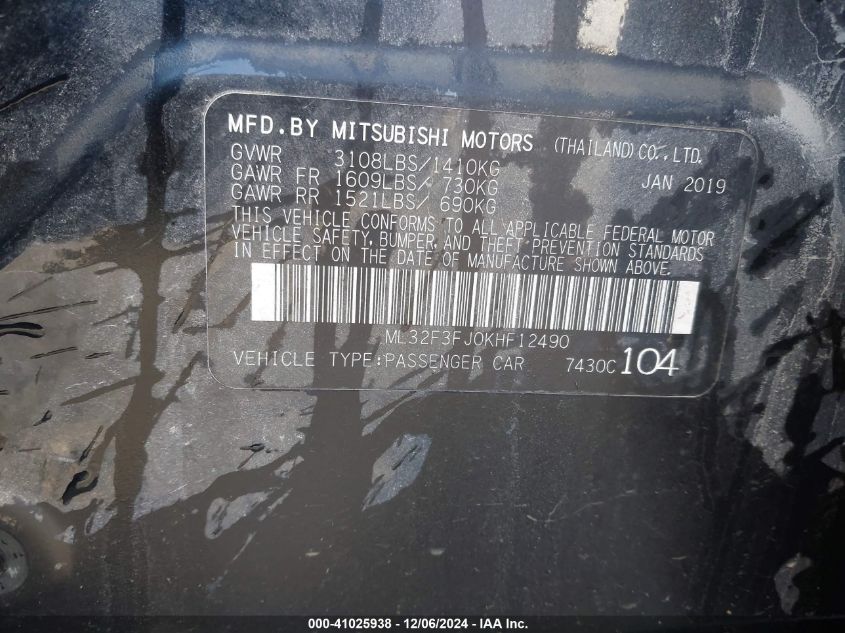 MFD.BY MITSUBISHI MOTORS (THAILAND) CO., LTD.
GVWR 3108LBS/1410KG JAN 2019
GAWR FR 1609LBS/ 730KG
GAWR RR 1521LBS/ 690KG
THIS VEHICLE CONFORMS TO ALL APPLICABLE FEDERAL MOTOR
VEHICLE SAFETY, BUMPER, AND THEFT PREVENTION STANDARDS
IN EFFECT ON THE DATE OF MANUFACTURE SHOWN ABOVE.
ML32F3FJ0KHF12490
VEHICLE TYPE:PASSENGER CAR 7430C 104
000-41025938 - 12/06/2024 - IAA Inc.